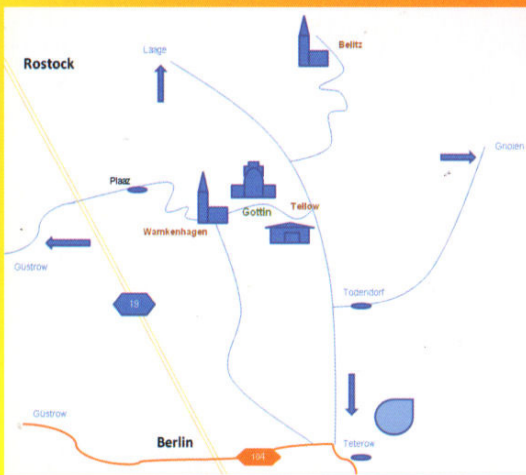 Laage
Belitz
Rostock
Gnoien
Plaaz
Gottin
Tellow
Warnkenhagen
Güstrow
19
Todendorf
Güstrow
Berlin
104
Teterow